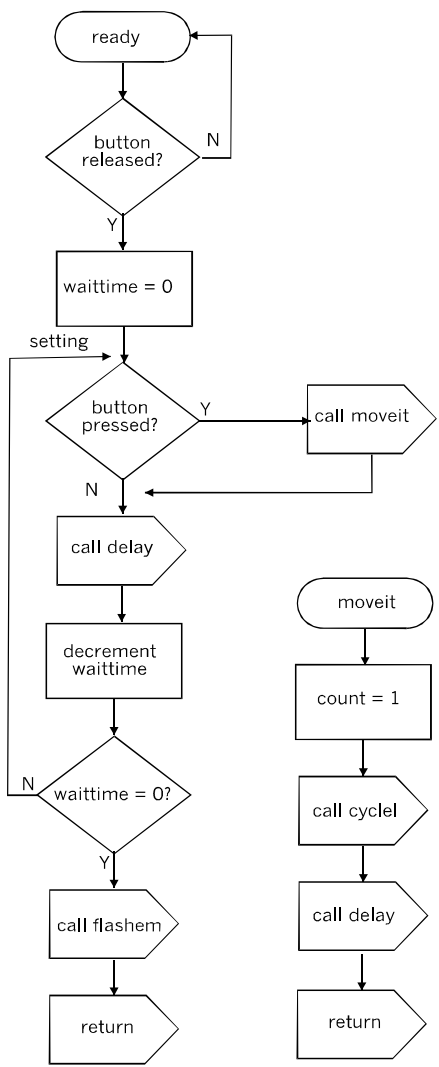 ready
button
released?
N
Y
waittime = 0
setting
button
pressed?
Y
call moveit
N
call delay
decrement
waittime
N
waittime = 0?
Y
call flashem
return
moveit
count = 1
call cyclel
call delay
return